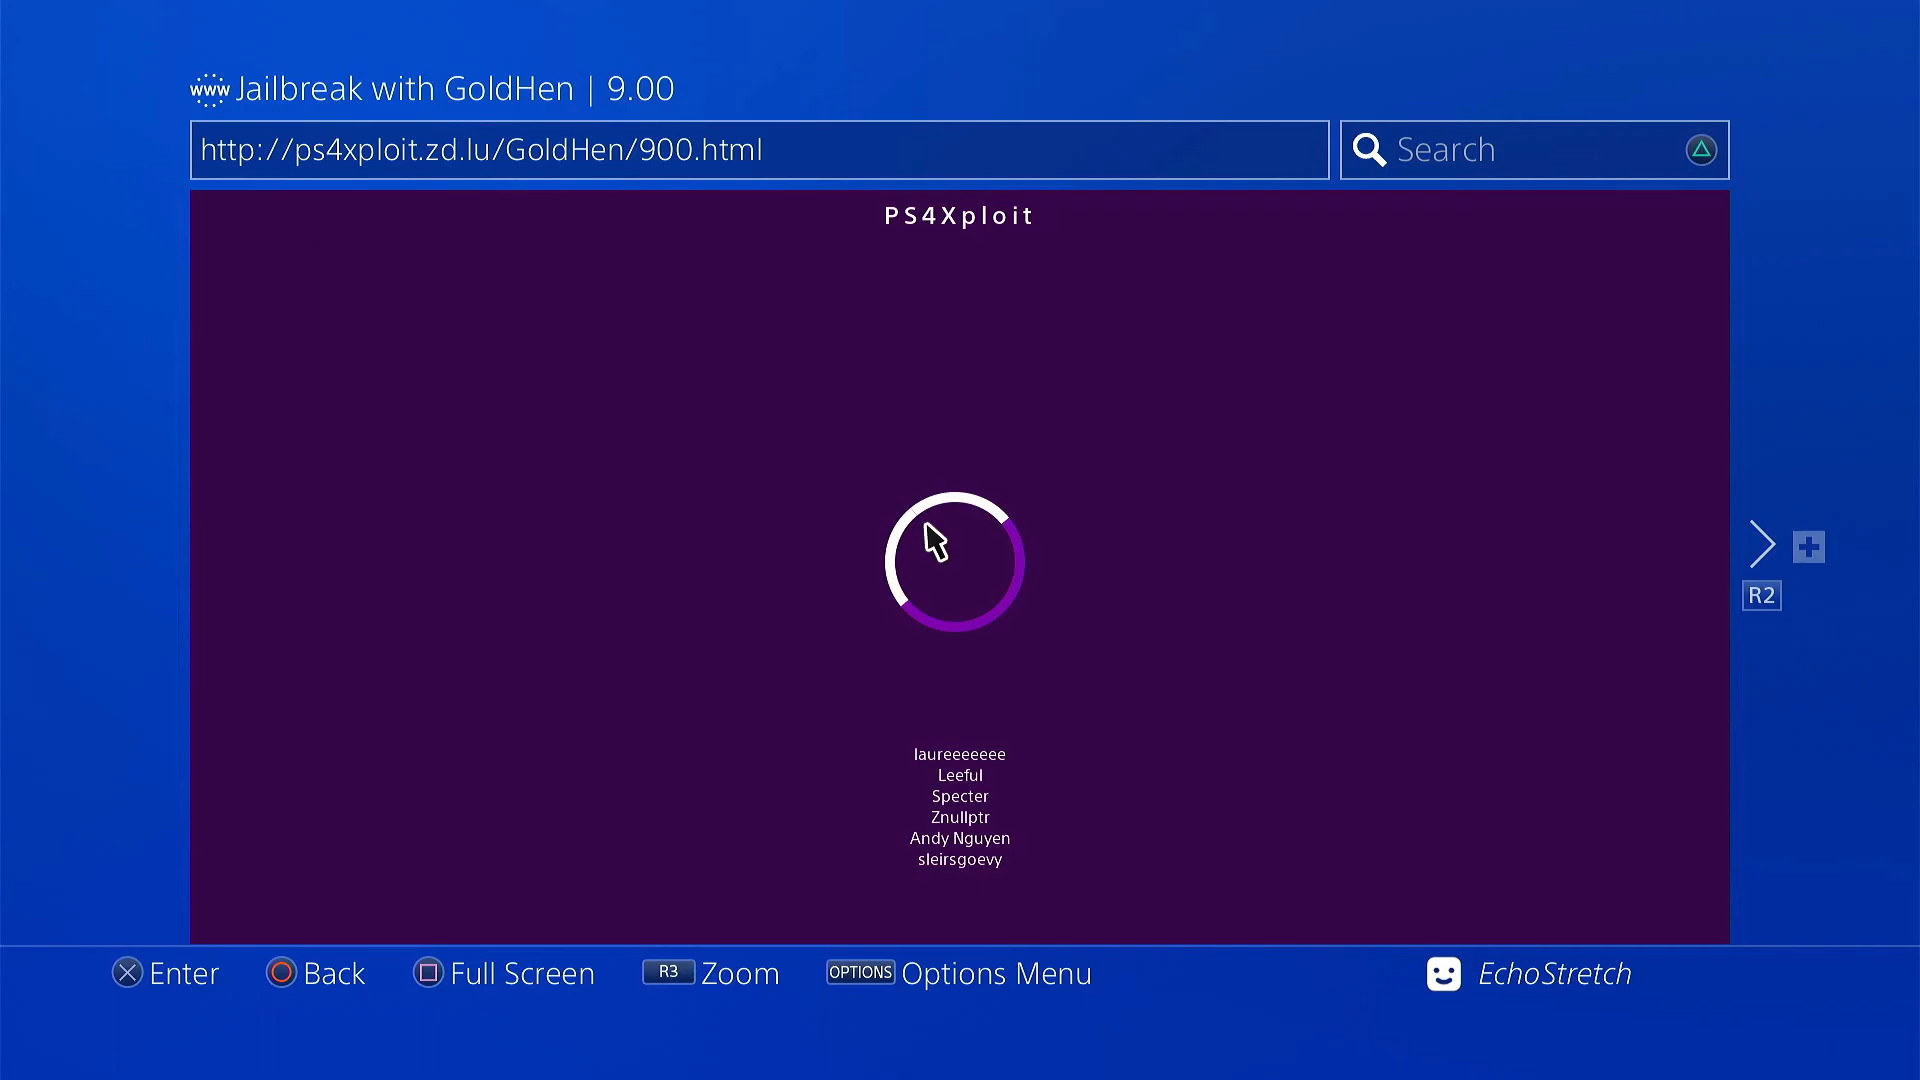 www Jailbreak with GoldHen | 9.00
http://ps4xploit.zd.lu/GoldHen/900.html
Search
PS4Xploit
R2
laureeeeeee
Leeful
Specter
Znullptr
Andy Nguyen
sleirsgoevy
Enter Back Full Screen R3 Zoom OPTIONS Options Menu EchoStretch